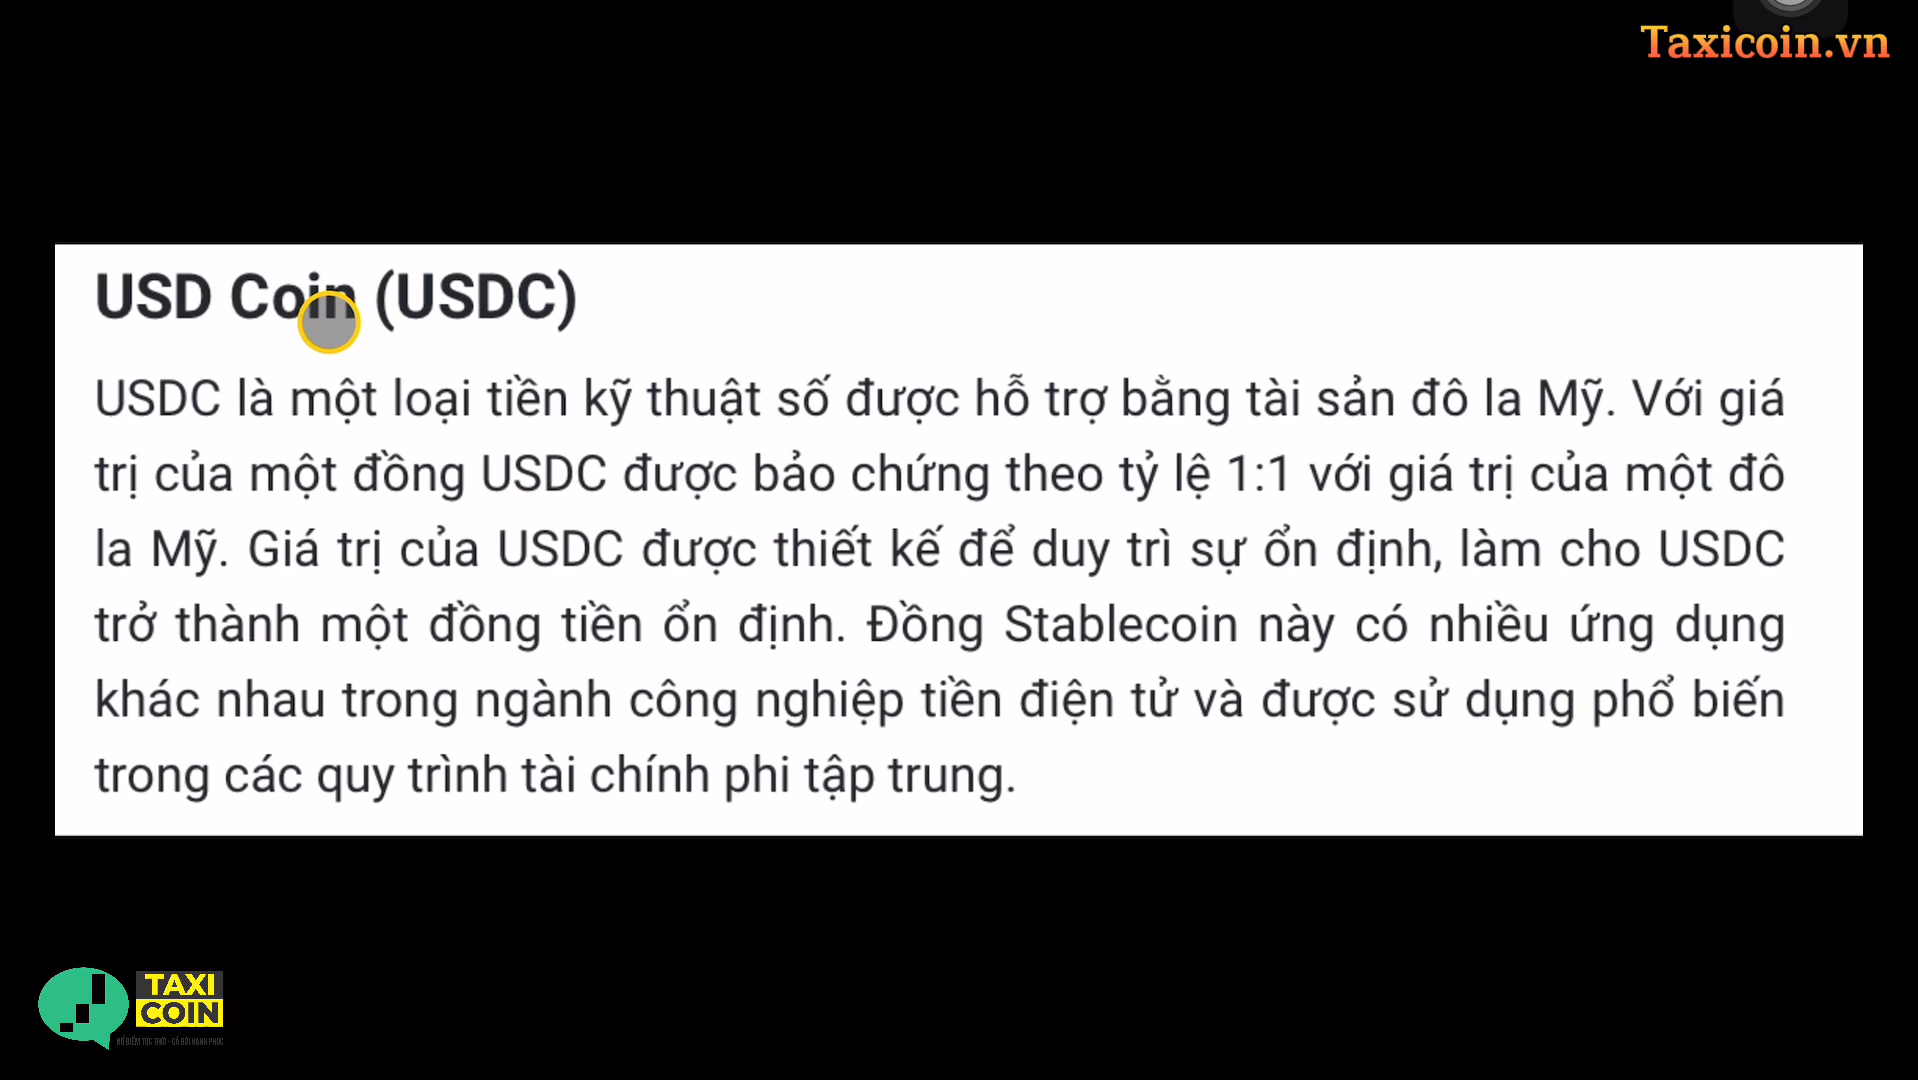 Taxicoin.vn
USD Coin (USDC)
USDC là một loại tiền kỹ thuật số được hỗ trợ bằng tài sản đô la Mỹ. Với giá
trị của một đồng USDC được bảo chứng theo tỷ lệ 1:1 với giá trị của một đô
la Mỹ. Giá trị của USDC được thiết kế để duy trì sự ổn định, làm cho USDC
trở thành một đồng tiền ổn định. Đồng Stablecoin này có nhiều ứng dụng
khác nhau trong ngành công nghiệp tiền điện tử và được sử dụng phổ biến
trong các quy trình tài chính phi tập trung.
TAXI
COIN